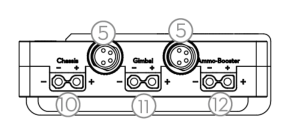 ⑤ ⑤
Chassis Gimbal Ammo-Booster
- + - + - +
- + - + - +
⑩ ⑪ ⑫